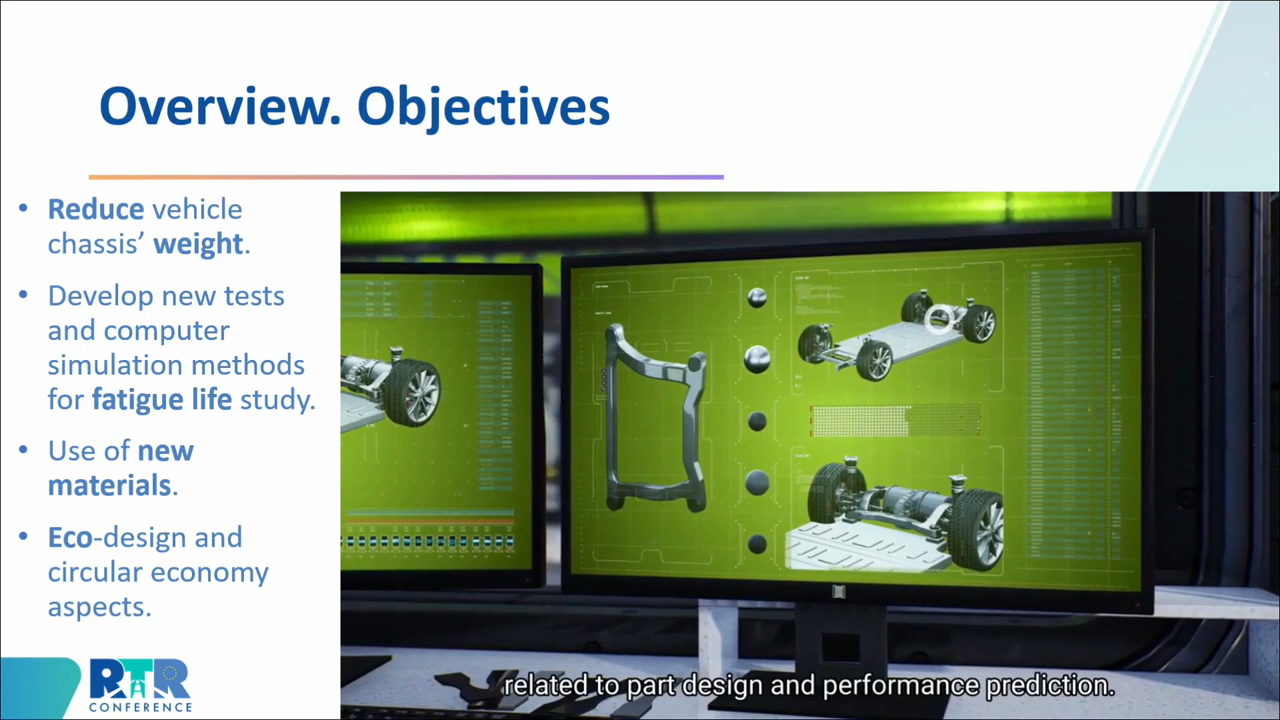 Overview. Objectives
• Reduce vehicle
chassis’ weight.
• Develop new tests
and computer
simulation methods
for fatigue life study.
• Use of new
materials.
• Eco-design and
circular economy
aspects.
RTR
CONFERENCE
related to part design and performance prediction.